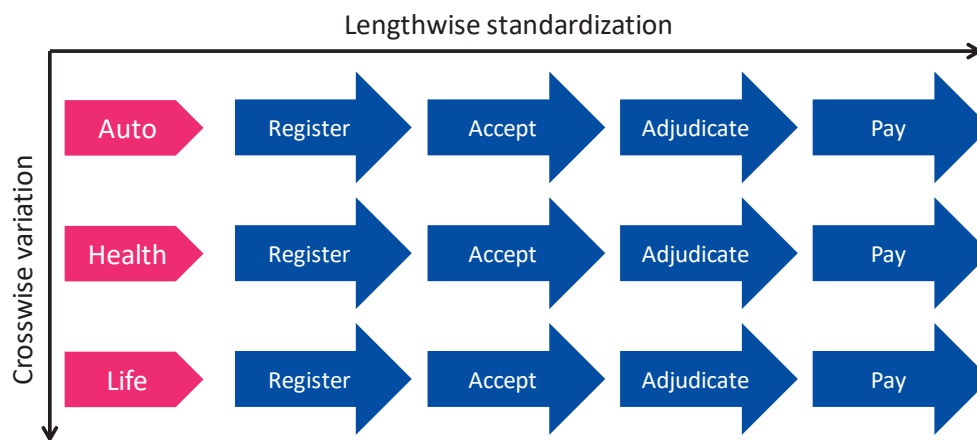 Lengthwise standardization
Crosswise variation
Auto
Register
Accept
Adjudicate
Pay
Health
Register
Accept
Adjudicate
Pay
Life
Register
Accept
Adjudicate
Pay